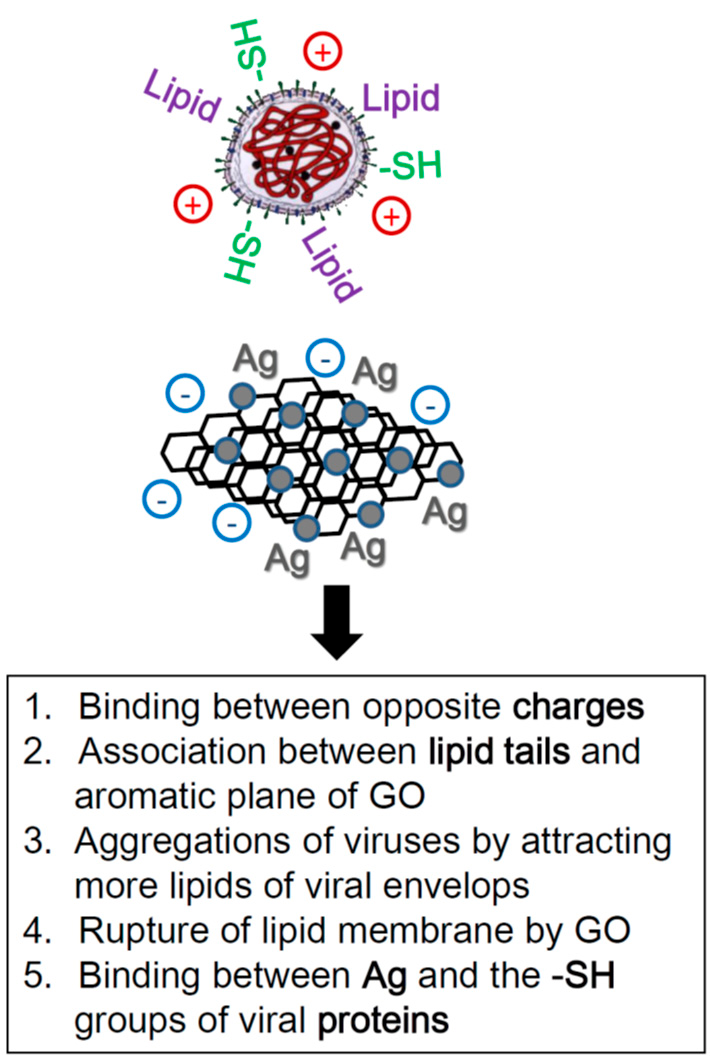 HS-
+
Lipid
Lipid
-SH
+
+
HS-
Lipid
Ag
-
Ag
-
-
-
-
Ag
Ag
Ag
1. Binding between opposite charges
2. Association between lipid tails and
aromatic plane of GO
3. Aggregations of viruses by attracting
more lipids of viral envelops
4. Rupture of lipid membrane by GO
5. Binding between Ag and the -SH
groups of viral proteins